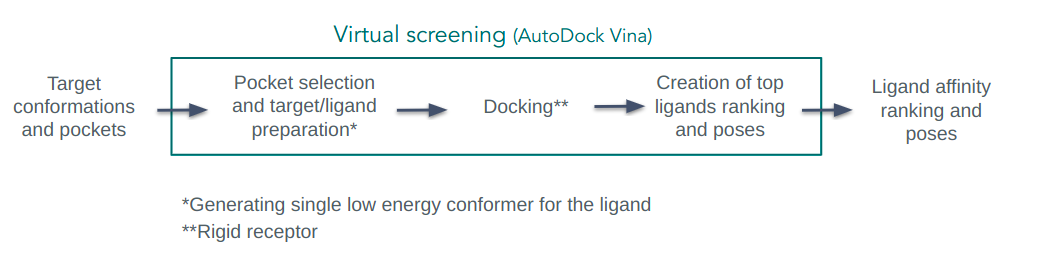 Virtual screening (AutoDock Vina)
Target
conformations
and pockets
Pocket selection
and target/ligand
preparation*
Docking**
Creation of top
ligands ranking
and poses
Ligand affinity
ranking and
poses
*Generating single low energy conformer for the ligand
**Rigid receptor